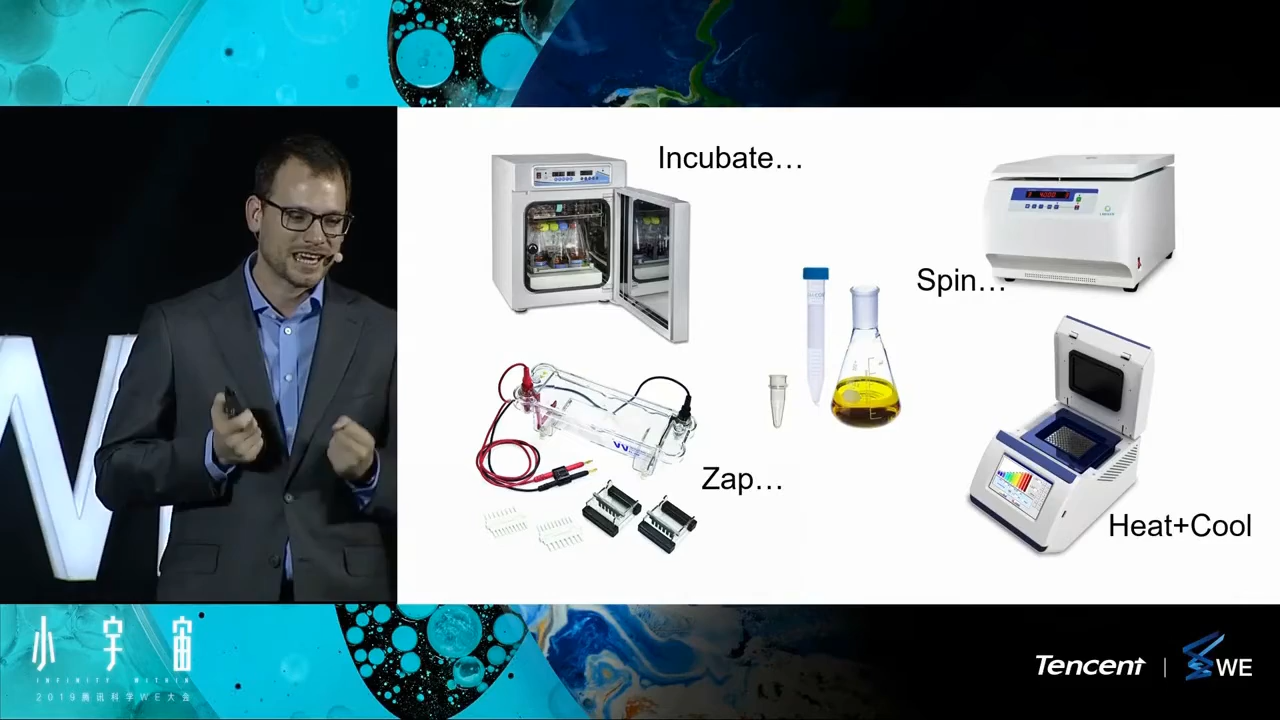 Incubate…
4000
Spin…
Zap…
Heat+Cool
小宇宙
INFINITY WITHIN
2019腾讯科学WE大会
Tencent | WE